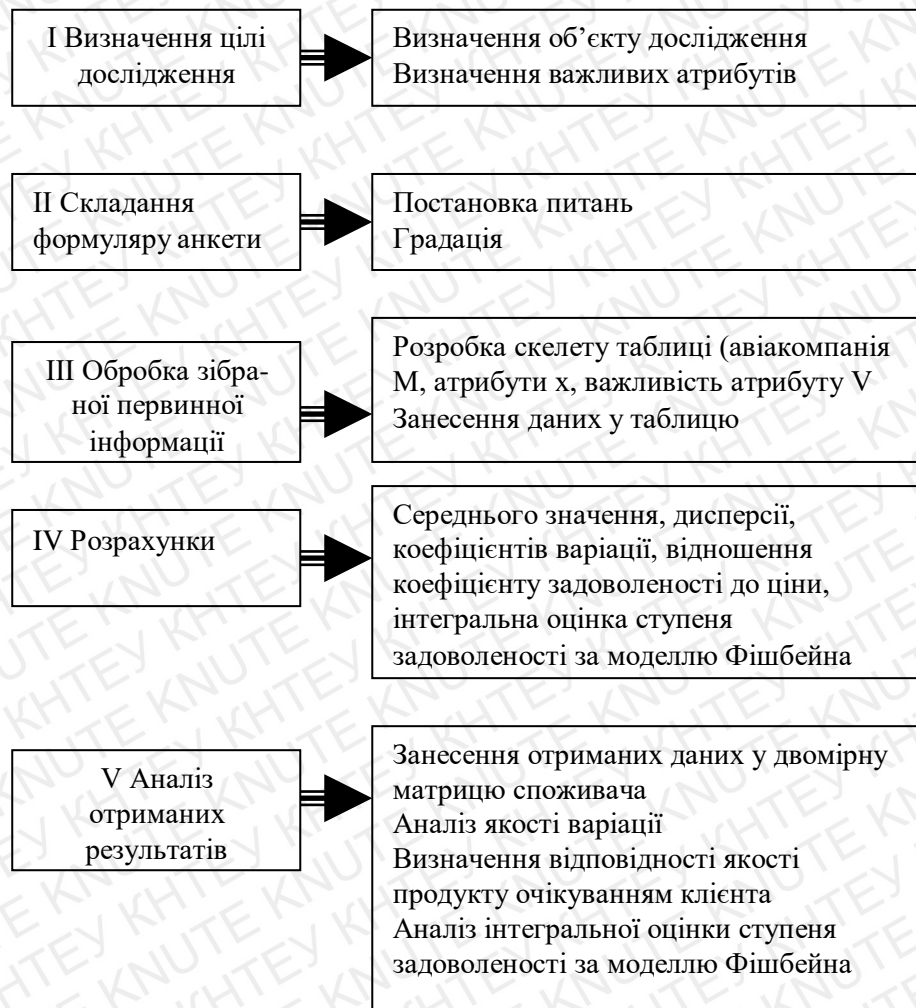 І Визначення цілі
дослідження
Визначення об’єкту дослідження
Визначення важливих атрибутів
ІІ Складання
формуляру анкети
Постановка питань
Градація
ІІІ Обробка зібра-
ної первинної
інформації
Розробка скелету таблиці (авіакомпанія
М, атрибути х, важливість атрибуту V
Занесення даних у таблицю
IV Розрахунки
Середнього значення, дисперсії,
коефіцієнтів варіації, відношення
коефіцієнту задоволеності до ціни,
інтегральна оцінка ступеня
задоволеності за моделлю Фішбейна
V Аналіз
отриманих
результатів
Занесення отриманих даних у двомірну
матрицю споживача
Аналіз якості варіації
Визначення відповідності якості
продукту очікуванням клієнта
Аналіз інтегральної оцінки ступеня
задоволеності за моделлю Фішбейна